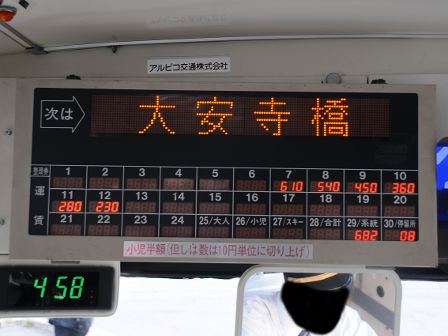 アルピコ交通株式会社
次は 大安寺橋
整理券 1 2 3 4 5 6 7 8 9 10
運賃 610 540 450 360
11 12 13 14 15 16 17 18 19 20
280 230
21 22 23 24 25/大人 26/小児 27/スキー 28/合計 29/系統 30/停留所
602 08
小児半額(但しは数は10円単位に切り上げ)
4:58